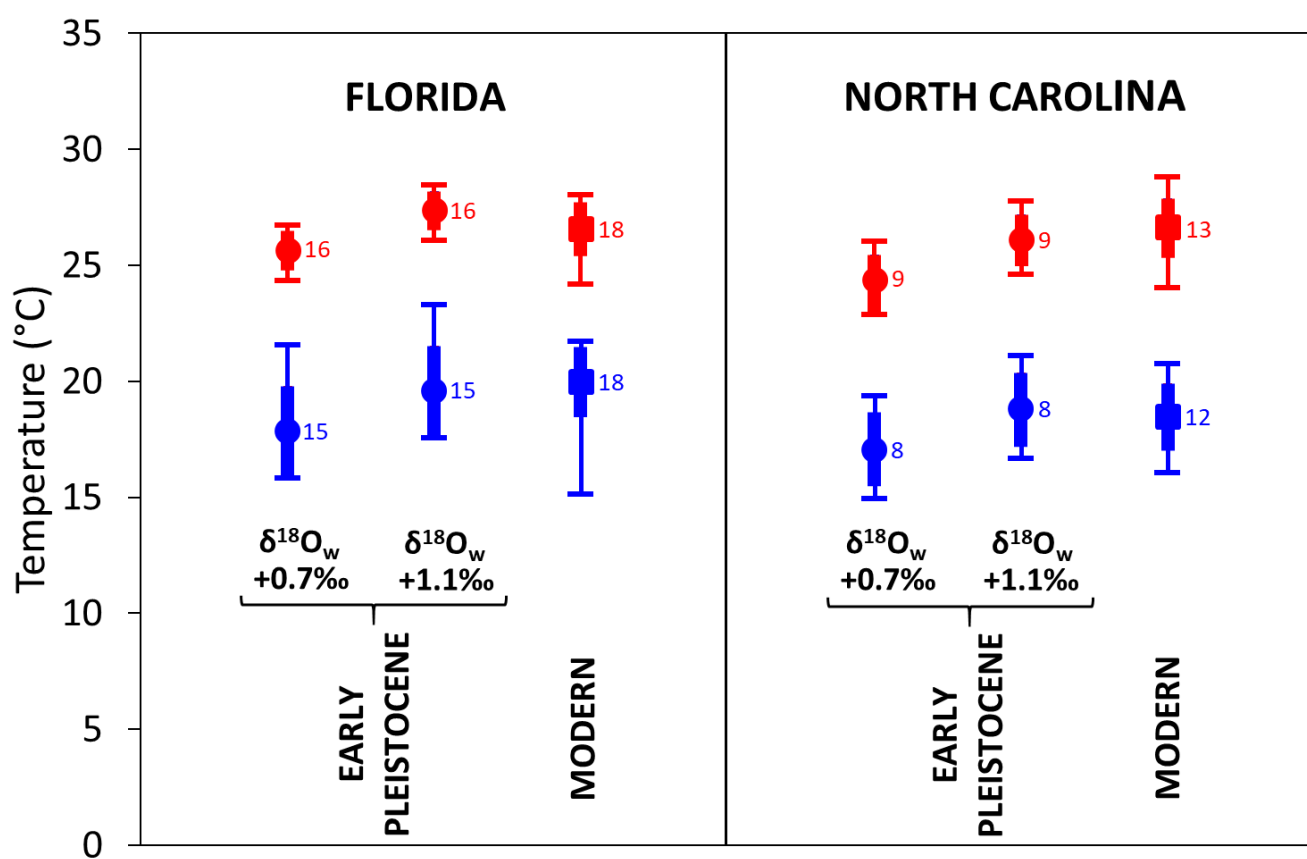 35
30
25
20
15
10
5
0
Temperature (°C)
FLORIDA
16
16
18
15
15
18
δ¹⁸Ow
+0.7‰
δ¹⁸Ow
+1.1‰
EARLY
PLEISTOCENE
MODERN
NORTH CAROLINA
9
9
13
8
8
12
δ¹⁸Ow
+0.7‰
δ¹⁸Ow
+1.1‰
EARLY
PLEISTOCENE
MODERN